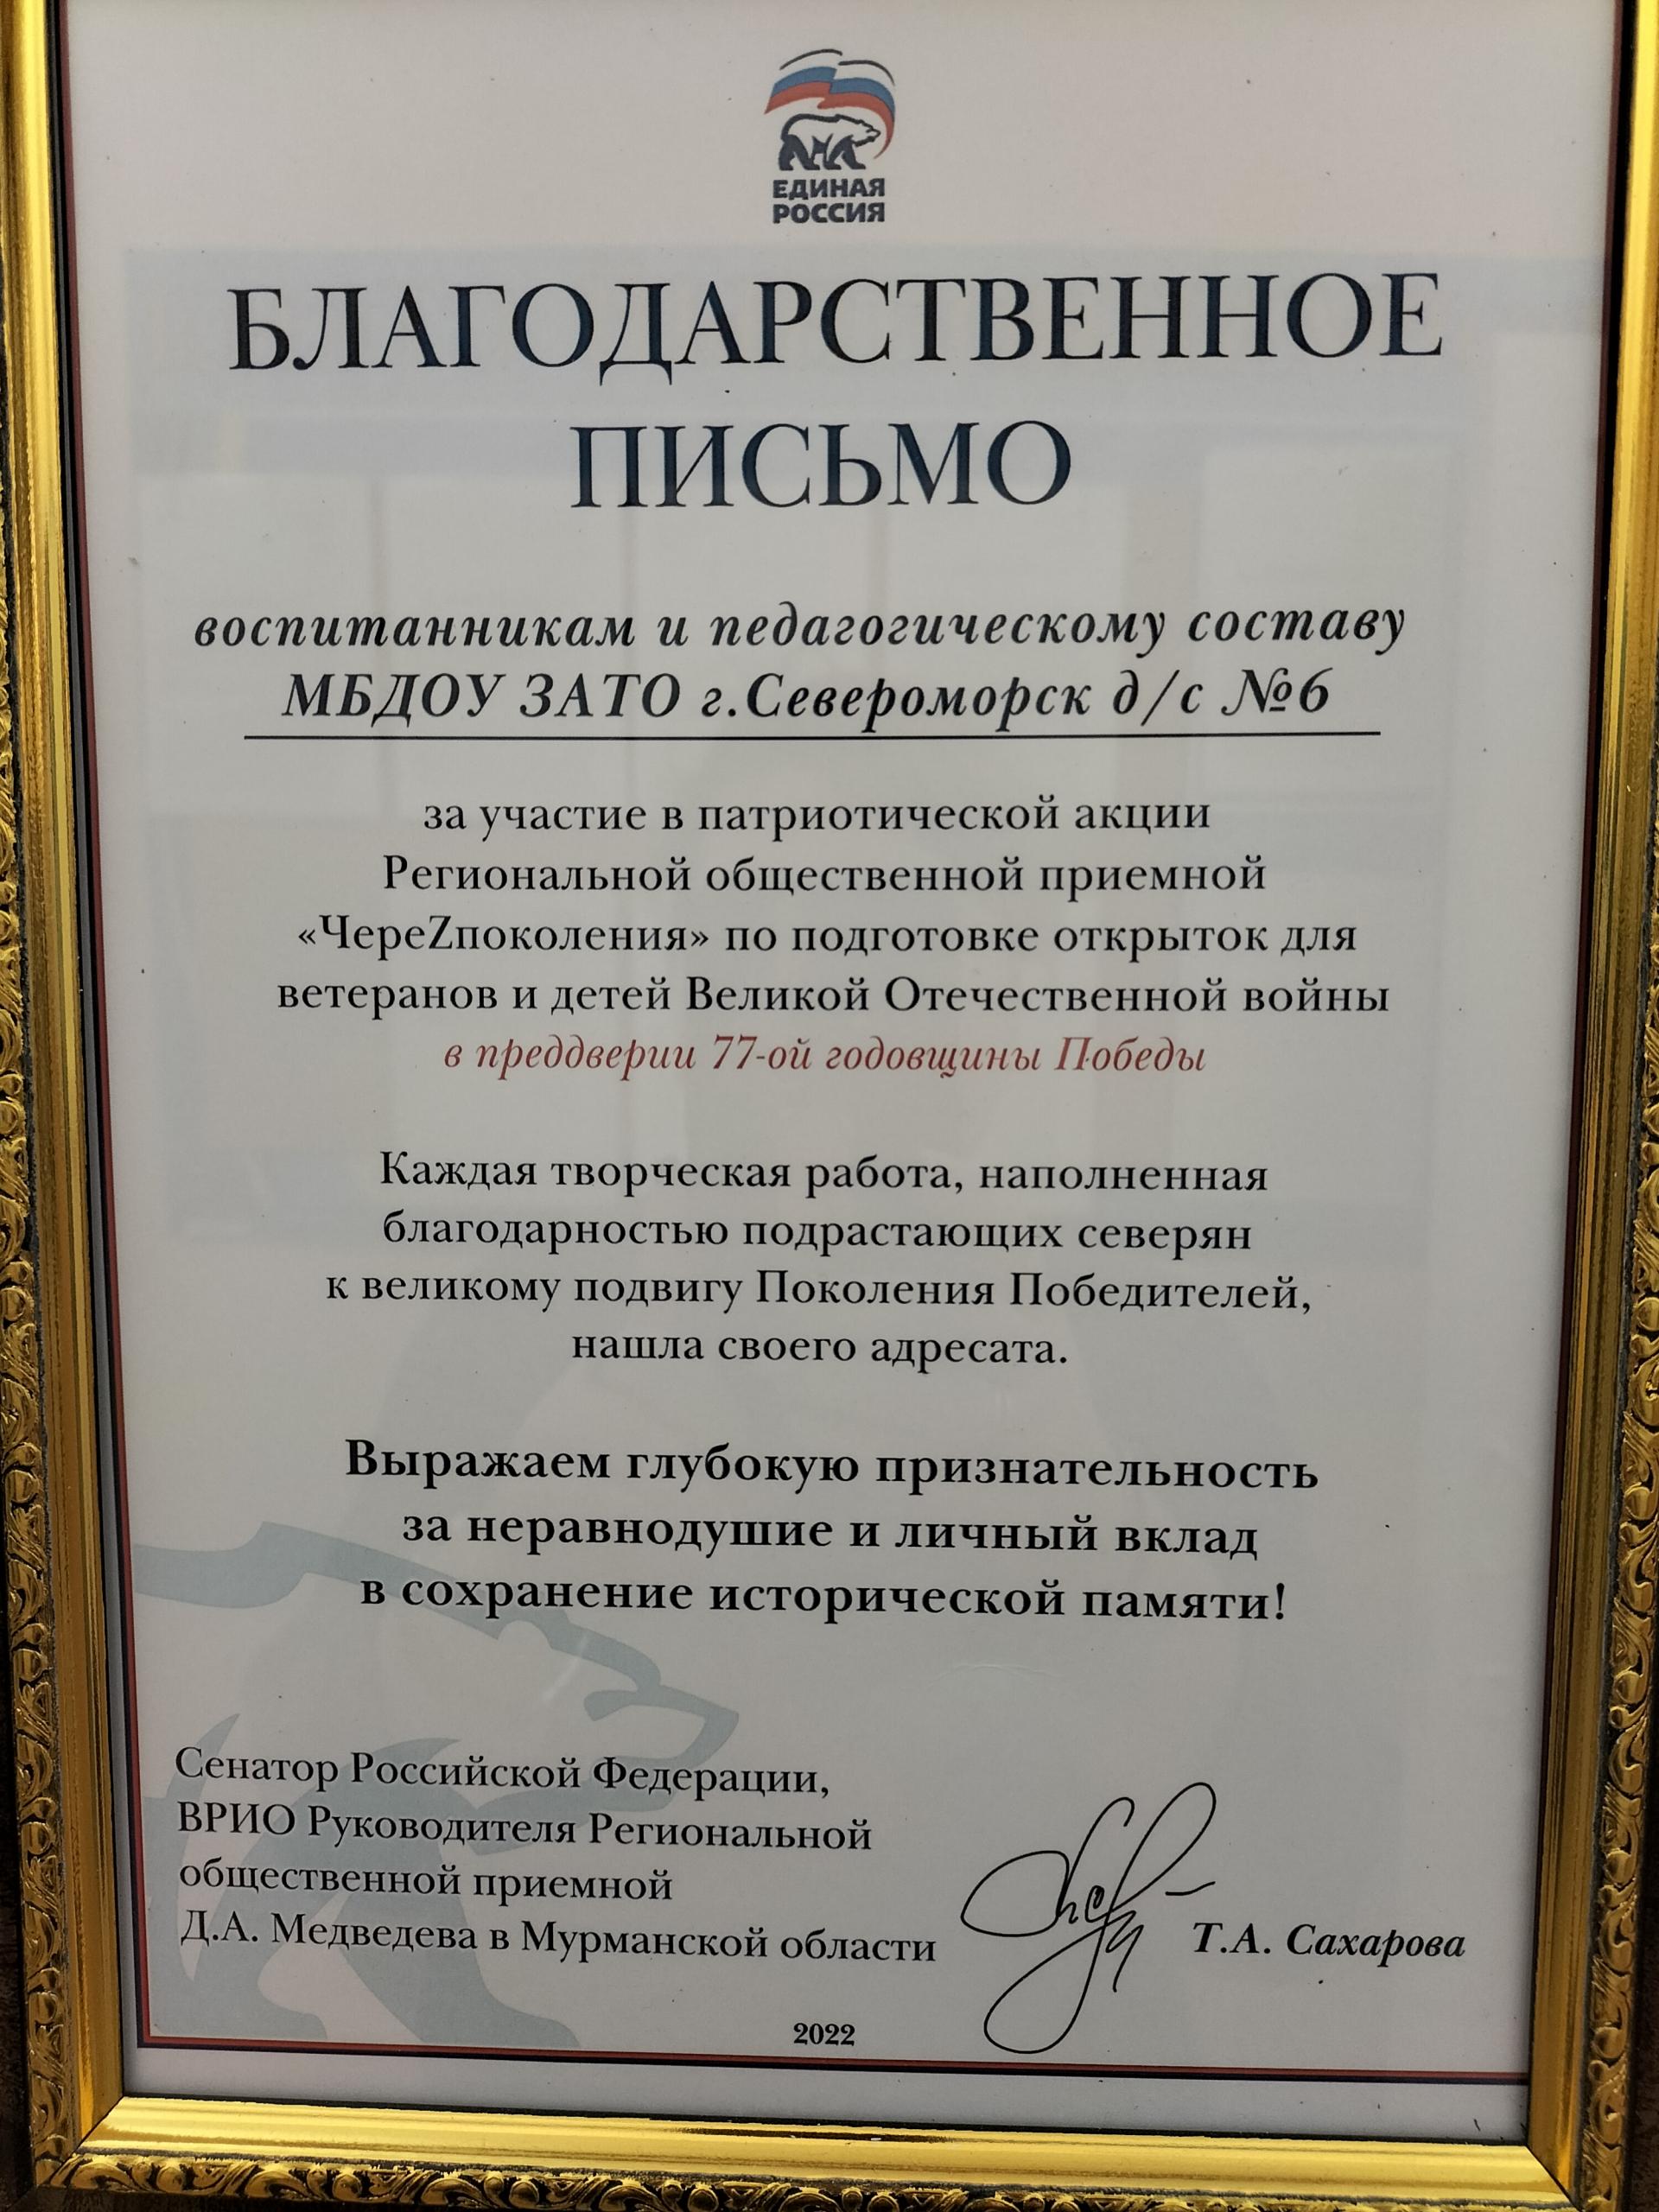 ЕДИНАЯ
РОССИЯ
БЛАГОДАРСТВЕННОЕ
ПИСЬМО
воспитанникам и педагогическому составу
МБДОУ ЗАТО г.Североморск д/с №6
за участие в патриотической акции
Региональной общественной приемной
«ЧереZпоколения» по подготовке открыток для
ветеранов и детей Великой Отечественной войны
в преддверии 77-ой годовщины Победы
Каждая творческая работа, наполненная
благодарностью подрастающих северян
к великому подвигу Поколения Победителей,
нашла своего адресата.
Выражаем глубокую признательность
за неравнодушие и личный вклад
в сохранение исторической памяти!
Сенатор Российской Федерации,
ВРИО Руководителя Региональной
общественной приемной
Д.А. Медведева в Мурманской области
Т.А. Сахарова
2022